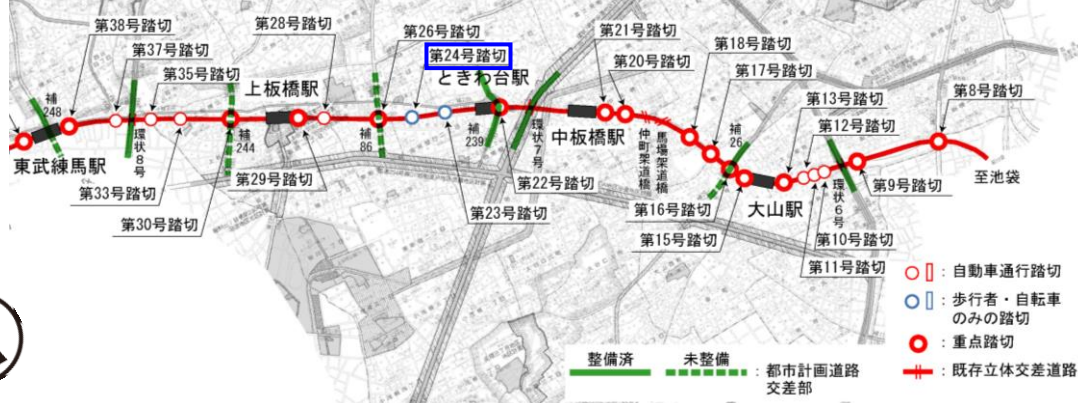 第38号踏切
第37号踏切
第35号踏切
第28号踏切
上板橋駅
第26号踏切
第24号踏切
ときわ台駅
第21号踏切
第20号踏切
第18号踏切
第17号踏切
第13号踏切
第12号踏切
第8号踏切
補
248
環状8号
補
244
補
86
補
239
環状7号
中板橋駅
仲町架道橋
馬場架道橋
補
26
環状6号
至池袋
東武練馬駅
第33号踏切
第30号踏切
第29号踏切
第23号踏切
第22号踏切
第16号踏切
第15号踏切
大山駅
第9号踏切
第10号踏切
第11号踏切
：自動車通行踏切
：歩行者・自転車
のみの踏切
：重点踏切
：既存立体交差道路
整備済
未整備
：都市計画道路
交差部